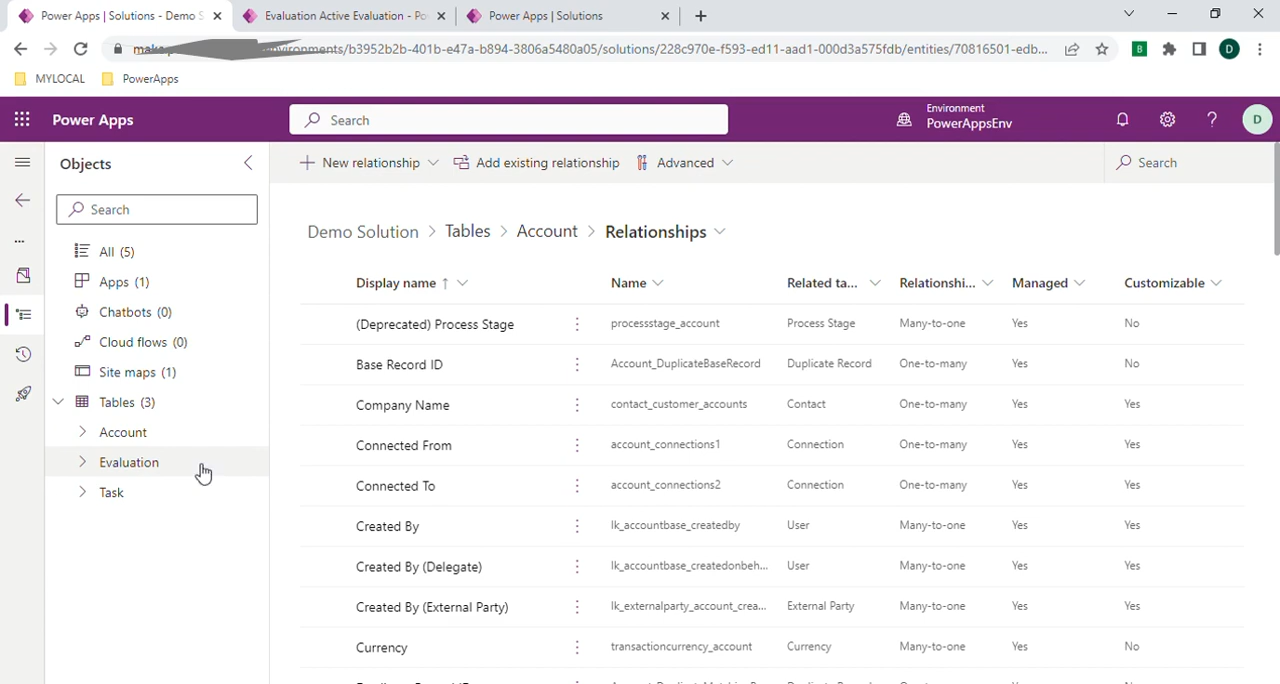 Power Apps | Solutions - Demo S
Evaluation Active Evaluation - Po
Power Apps | Solutions
nvironments/b3952b2b-401b-e47a-b894-3806a5480a05/solutions/228c970e-f593-ed11-aad1-000d3a575fdb/entities/70816501-edb...
B
D
MYLOCAL
PowerApps
Power Apps
Search
Environment
PowerAppsEnv
?
D
Objects
New relationship
Add existing relationship
Advanced
Search
Search
Demo Solution > Tables > Account > Relationships
All (5)
Apps (1)
Chatbots (0)
Cloud flows (0)
Site maps (1)
Tables (3)
Account
Evaluation
Task
Display name ↑ Name Related ta... Relationshi... Managed Customizable
(Deprecated) Process Stage processstage_account Process Stage Many-to-one Yes No
Base Record ID Account_DuplicateBaseRecord Duplicate Record One-to-many Yes No
Company Name contact_customer_accounts Contact One-to-many Yes Yes
Connected From account_connections1 Connection One-to-many Yes Yes
Connected To account_connections2 Connection One-to-many Yes Yes
Created By lk_accountbase_createdby User Many-to-one Yes Yes
Created By (Delegate) lk_accountbase_createdonbeh... User Many-to-one Yes Yes
Created By (External Party) lk_externalparty_account_crea... External Party Many-to-one Yes Yes
Currency transactioncurrency_account Currency Many-to-one Yes No